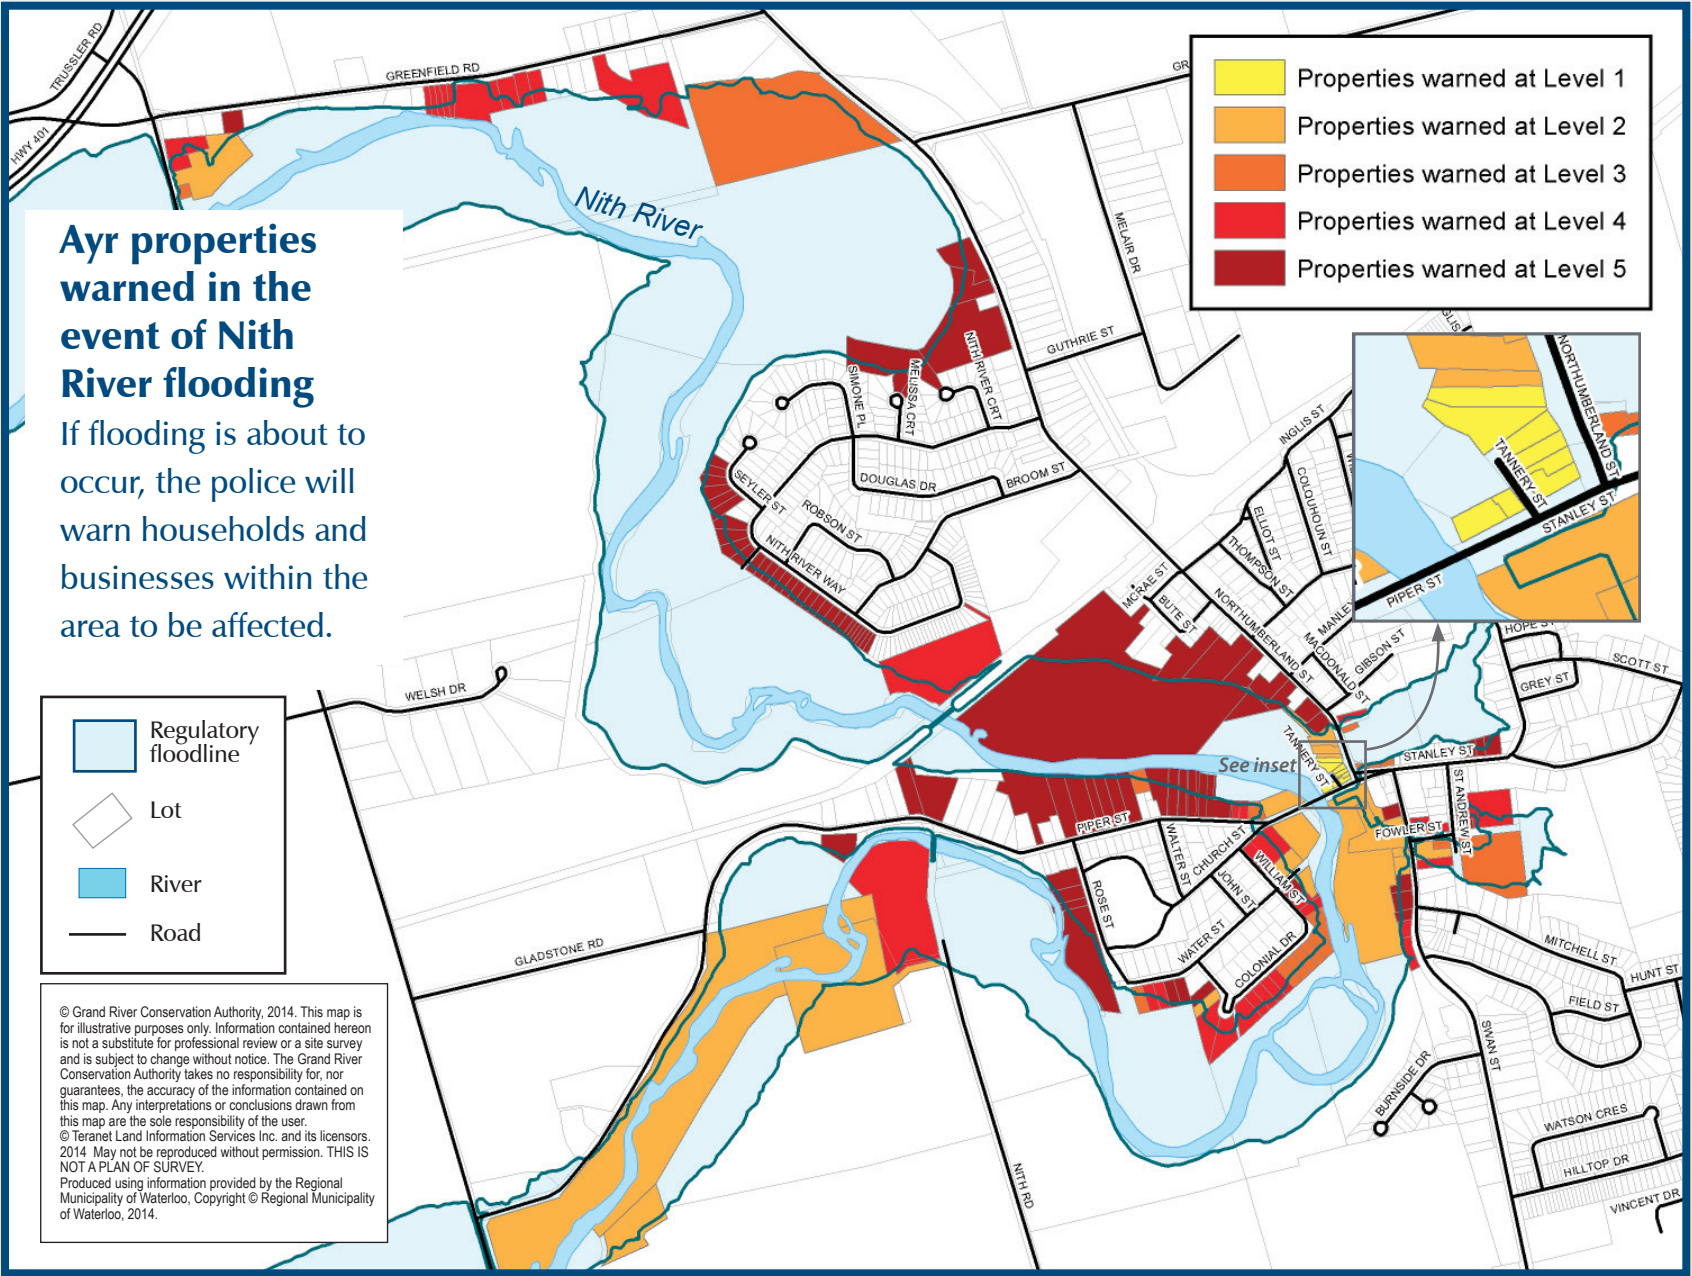 TRUSSLER RD
HWY 401
GREENFIELD RD
Nith River
Properties warned at Level 1
Properties warned at Level 2
Properties warned at Level 3
Properties warned at Level 4
Properties warned at Level 5
Ayr properties
warned in the
event of Nith
River flooding
If flooding is about to
occur, the police will
warn households and
businesses within the
area to be affected.
MELAIR DR
GUTHRIE ST
NITH RIVER CRT
MELISSA CRT
SIMONE PL
DOUGLAS DR
BROOM ST
SEYLER ST
ROBSON ST
NITH RIVER WAY
INGLIS ST
COLQUHOUN ST
ELLIOT ST
THOMPSON ST
MCRAE ST
BUTE ST
NORTHUMBERLAND ST
MACDONALD ST
MANLEY
GIBSON ST
NORTHUMBERLAND ST
TANNERY ST
STANLEY ST
PIPER ST
HOPE ST
SCOTT ST
GREY ST
WELSH DR
Regulatory
floodline
Lot
River
Road
TANNERY ST
See inset
STANLEY ST
ST ANDREW ST
FOWLER ST
PIPER ST
WALTER ST
CHURCH ST
WILLIAM ST
JOHN ST
ROSE ST
WATER ST
COLONIAL DR
GLADSTONE RD
MITCHELL ST
HUNT ST
FIELD ST
SWAN ST
BURNSIDE DR
WATSON CRES
HILLTOP DR
VINCENT DR
NITH RD
© Grand River Conservation Authority, 2014. This map is
for illustrative purposes only. Information contained hereon
is not a substitute for professional review or a site survey
and is subject to change without notice. The Grand River
Conservation Authority takes no responsibility for, nor
guarantees, the accuracy of the information contained on
this map. Any interpretations or conclusions drawn from
this map are the sole responsibility of the user.
© Teranet Land Information Services Inc. and its licensors.
2014 May not be reproduced without permission. THIS IS
NOT A PLAN OF SURVEY.
Produced using information provided by the Regional
Municipality of Waterloo, Copyright © Regional Municipality
of Waterloo, 2014.